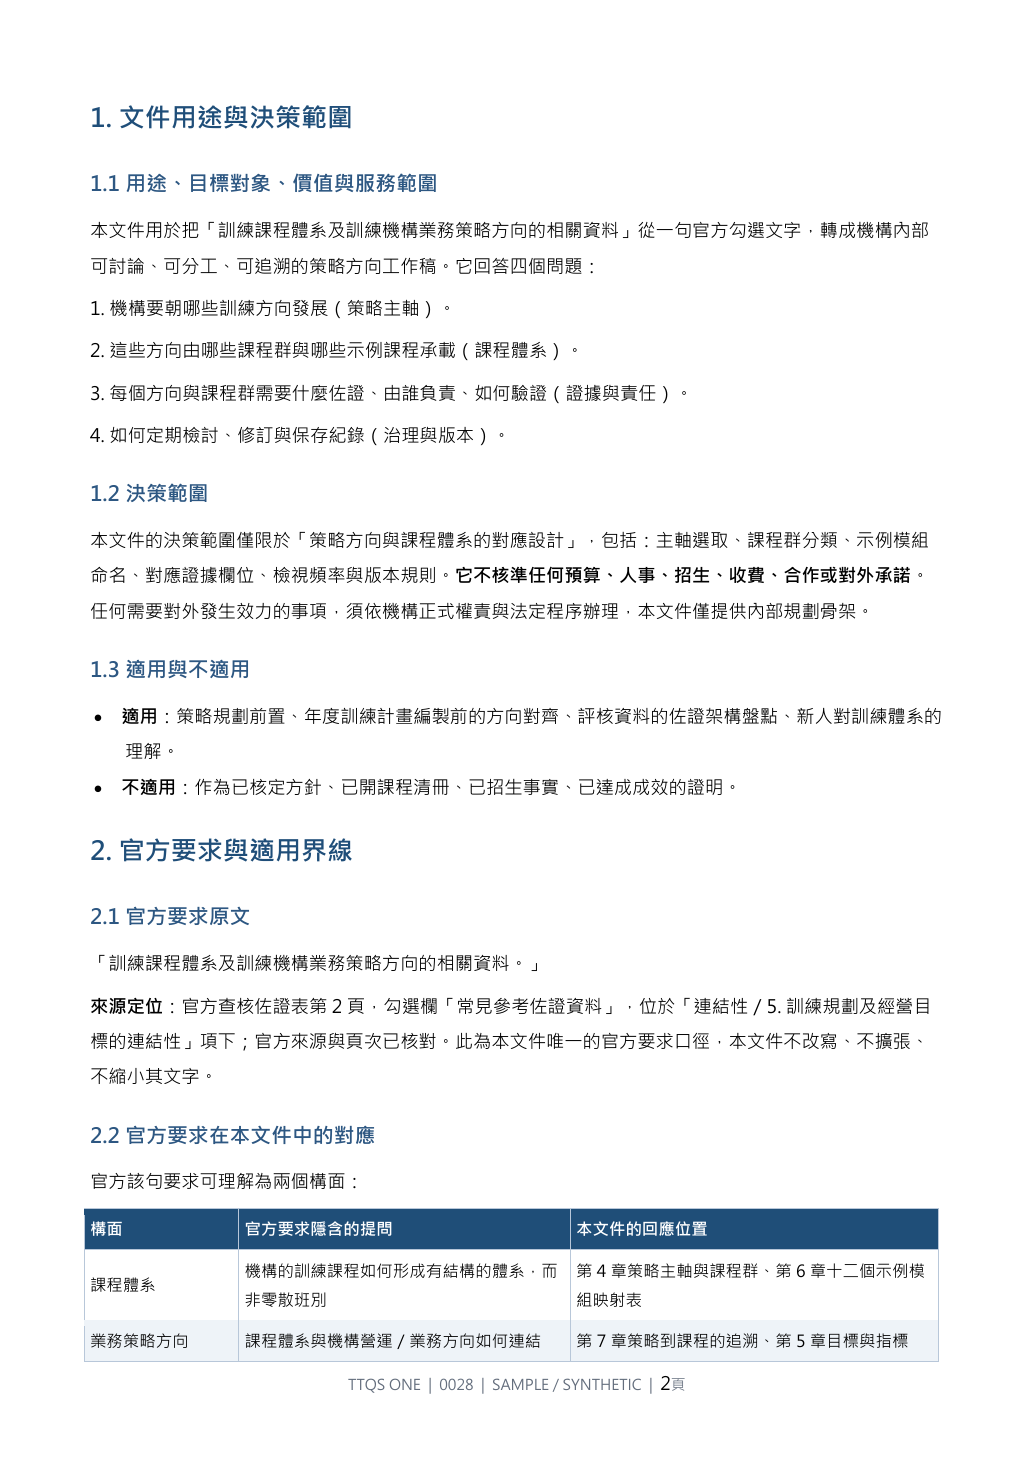 1. 文件用途與決策範圍
1.1 用途、目標對象、價值與服務範圍
本文件用於把「訓練課程體系及訓練機構業務策略方向的相關資料」從一句官方勾選文字，轉成機構內部
可討論、可分工、可追溯的策略方向工作稿。它回答四個問題：
1. 機構要朝哪些訓練方向發展（策略主軸）。
2. 這些方向由哪些課程群與哪些示例課程承載（課程體系）。
3. 每個方向與課程群需要什麼佐證、由誰負責、如何驗證（證據與責任）。
4. 如何定期檢討、修訂與保存紀錄（治理與版本）。
1.2 決策範圍
本文件的決策範圍僅限於「策略方向與課程體系的對應設計」，包括：主軸選取、課程群分類、示例模組
命名、對應證據欄位、檢視頻率與版本規則。它不核準任何預算、人事、招生、收費、合作或對外承諾。
任何需要對外發生效力的事項，須依機構正式權責與法定程序辦理，本文件僅提供內部規劃骨架。
1.3 適用與不適用
● 適用：策略規劃前置、年度訓練計畫編製前的方向對齊、評核資料的佐證架構盤點、新人對訓練體系的
理解。
● 不適用：作為已核定方針、已開課程清冊、已招生事實、已達成成效的證明。
2. 官方要求與適用界線
2.1 官方要求原文
「訓練課程體系及訓練機構業務策略方向的相關資料。」
來源定位：官方查核佐證表第 2 頁，勾選欄「常見參考佐證資料」，位於「連結性 / 5. 訓練規劃及經營目
標的連結性」項下；官方來源與頁次已核對。此為本文件唯一的官方要求口徑，本文件不改寫、不擴張、
不縮小其文字。
2.2 官方要求在本文件中的對應
官方該句要求可理解為兩個構面：
構面 官方要求隱含的提問 本文件的回應位置
課程體系 機構的訓練課程如何形成有結構的體系，而 第 4 章策略主軸與課程群、第 6 章十二個示例模
非零散班別 組映射表
業務策略方向 課程體系與機構營運 / 業務方向如何連結 第 7 章策略到課程的追溯、第 5 章目標與指標
TTQS ONE | 0028 | SAMPLE / SYNTHETIC | 2頁